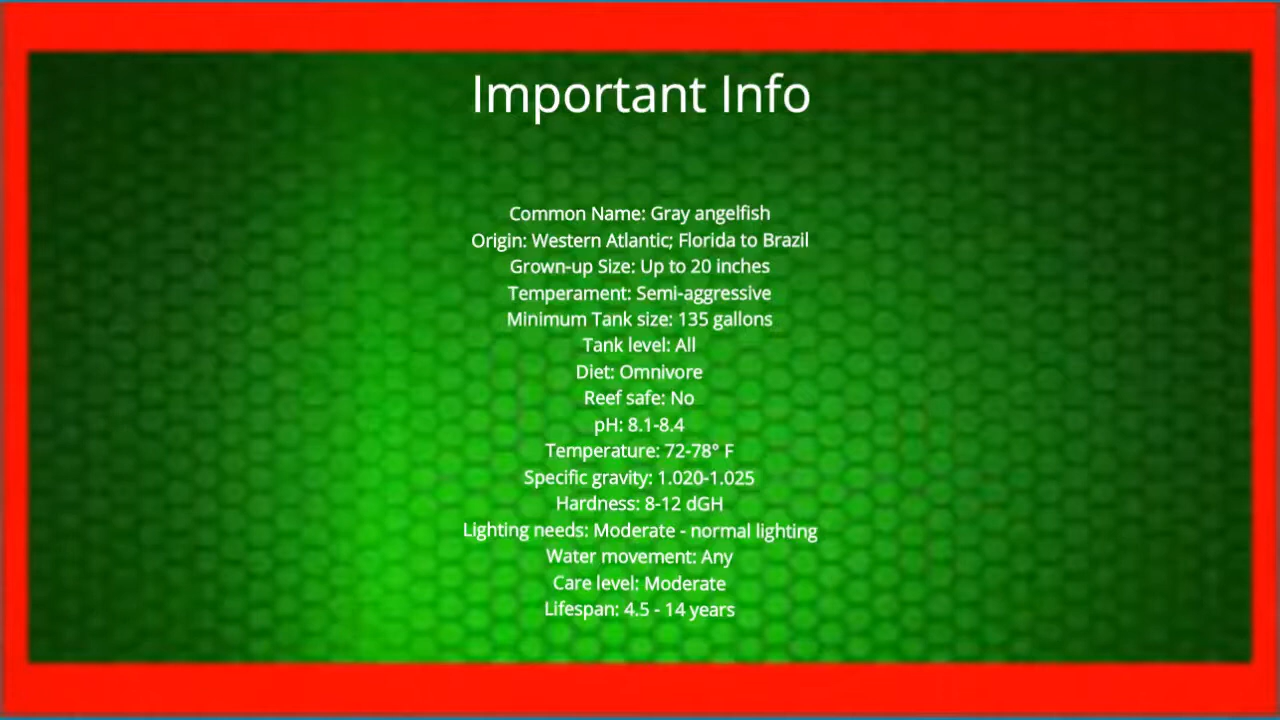 Important Info
Common Name: Gray angelfish
Origin: Western Atlantic; Florida to Brazil
Grown-up Size: Up to 20 inches
Temperament: Semi-aggressive
Minimum Tank size: 135 gallons
Tank level: All
Diet: Omnivore
Reef safe: No
pH: 8.1-8.4
Temperature: 72-78° F
Specific gravity: 1.020-1.025
Hardness: 8-12 dGH
Lighting needs: Moderate - normal lighting
Water movement: Any
Care level: Moderate
Lifespan: 4.5 - 14 years